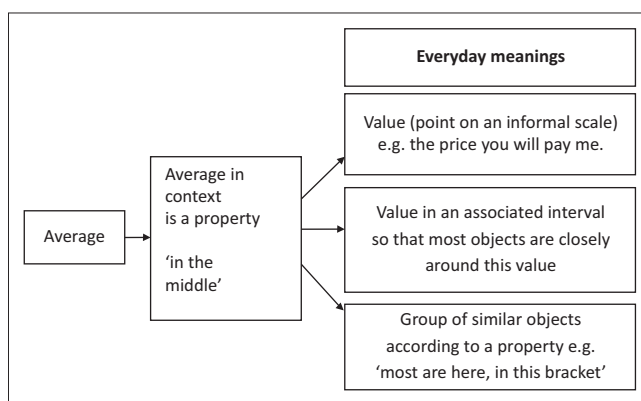 Everyday meanings
Value (point on an informal scale)
e.g. the price you will pay me.
Average in
context
is a property
‘in the
middle’
Average
Value in an associated interval
so that most objects are closely
around this value
Group of similar objects
according to a property e.g.
‘most are here, in this bracket’